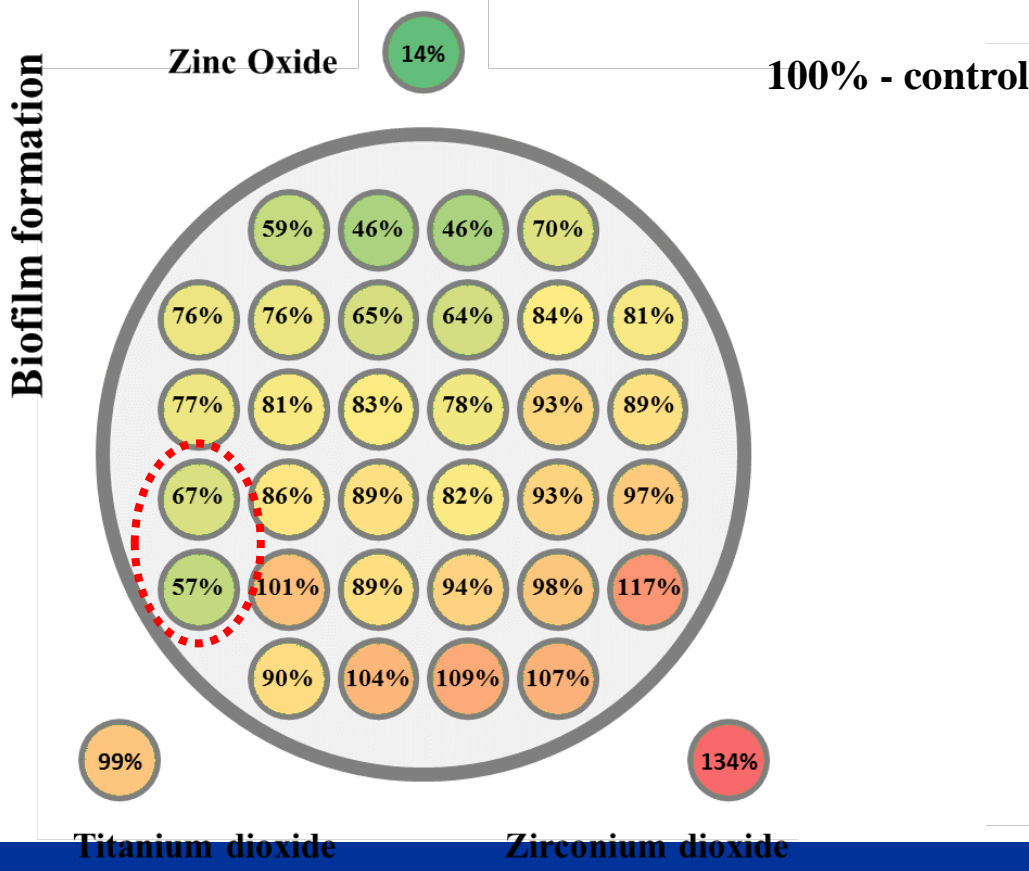 Zinc Oxide
14%
100% - control
Biofilm formation
59% 46% 46% 70%
76% 76% 65% 64% 84% 81%
77% 81% 83% 78% 93% 89%
67% 86% 89% 82% 93% 97%
57% 101% 89% 94% 98% 117%
90% 104% 109% 107%
99% 134%
Titanium dioxide Zirconium dioxide